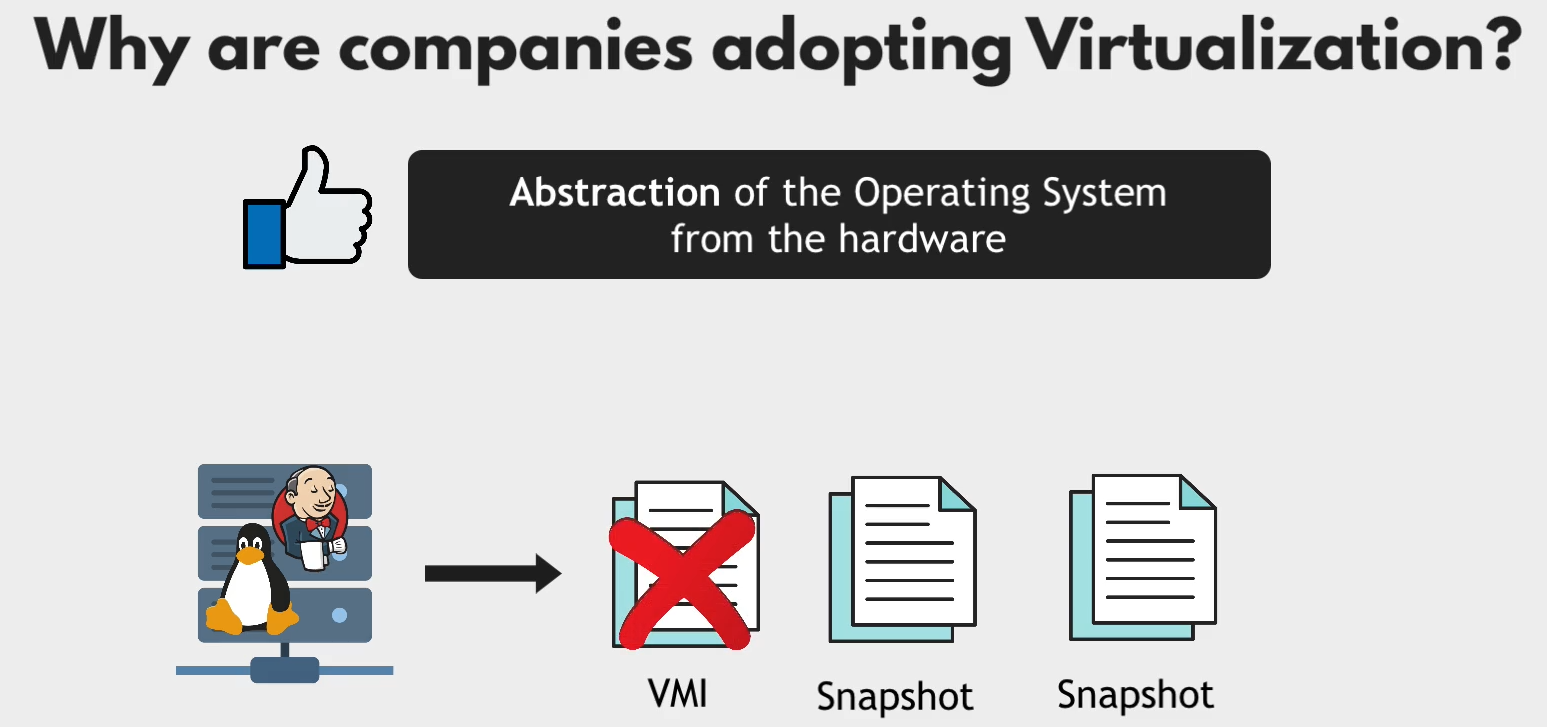 Why are companies adopting Virtualization?
Abstraction of the Operating System
from the hardware
VMI
Snapshot
Snapshot